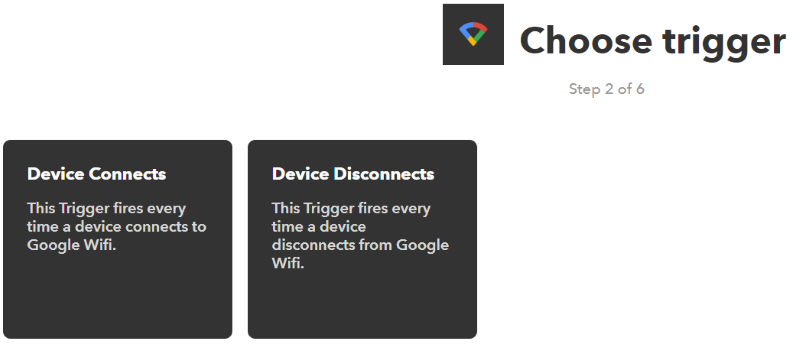 Choose trigger
Step 2 of 6
Device Connects
This Trigger fires every
time a device connects to
Google Wifi.
Device Disconnects
This Trigger fires every
time a device
disconnects from Google
Wifi.